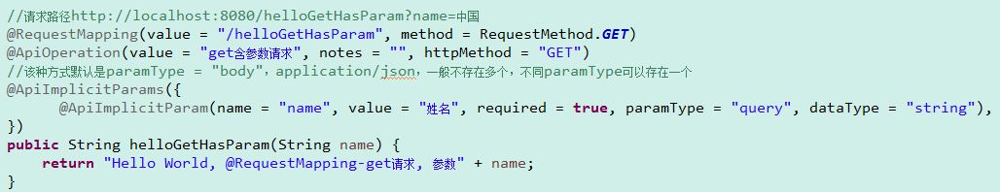 //请求路径http://localhost:8080/helloGetHasParam?name=中国
@RequestMapping(value = "/helloGetHasParam", method = RequestMethod.GET)
@ApiOperation(value = "get含参数请求", notes = "", httpMethod = "GET")
//该种方式默认是paramType = "body"，application/json，一般不存在多个，不同paramType可以存在一个
@ApiImplicitParams({
@ApiImplicitParam(name = "name", value = "姓名", required = true, paramType = "query", dataType = "string"),
})
public String helloGetHasParam(String name) {
return "Hello World, @RequestMapping-get请求, 参数" + name;
}